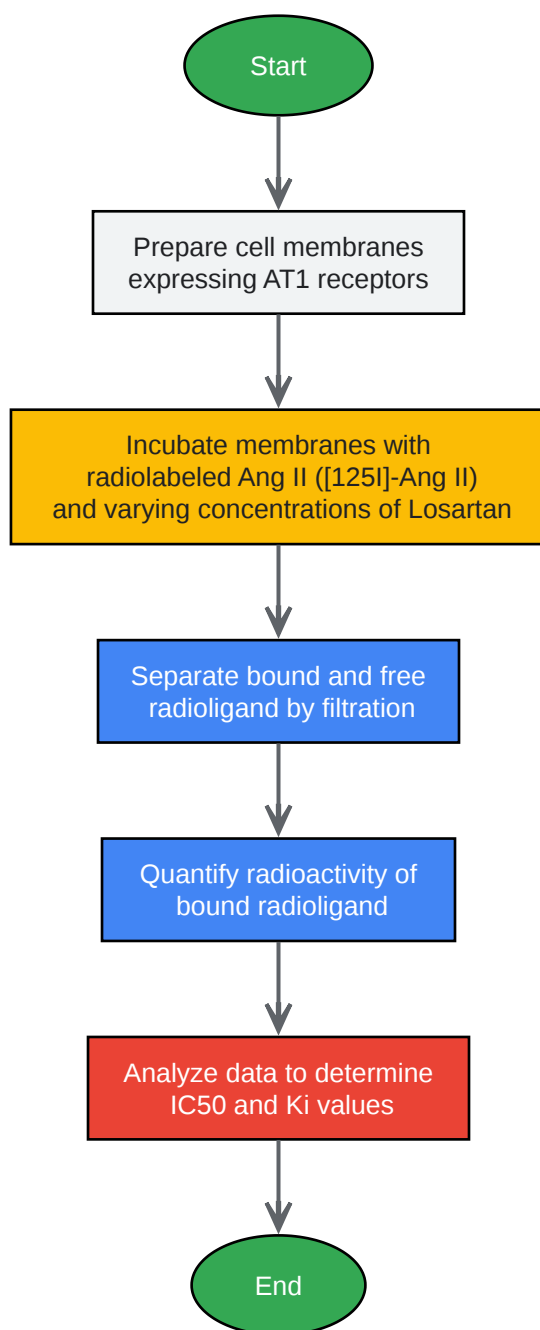 Start
Prepare cell membranes
expressing AT1 receptors
Incubate membranes with
radiolabeled Ang II ([125I]-Ang II)
and varying concentrations of Losartan
Separate bound and free
radioligand by filtration
Quantify radioactivity of
bound radioligand
Analyze data to determine
IC50 and Ki values
End